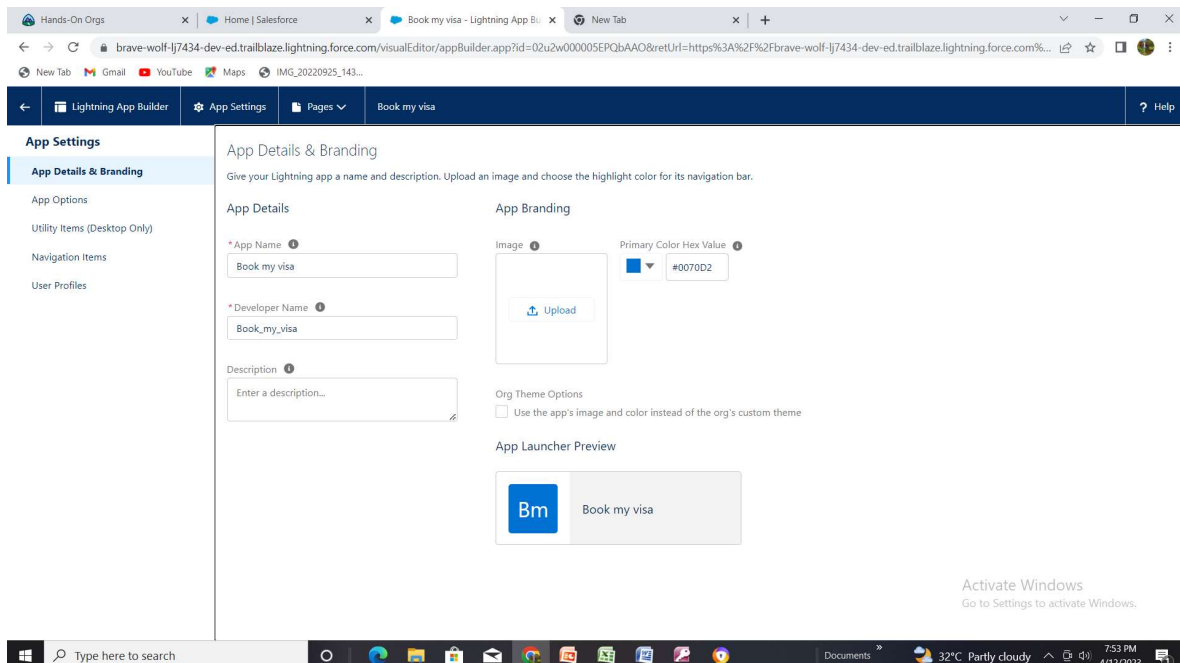 Hands-On Orgs
Home | Salesforce
Book my visa - Lightning App Bu
New Tab
brave-wolf-lj7434-dev-ed.trailblaze.lightning.force.com/visualEditor/appBuilder.app?id=02u2w000005EPQbAAO&retUrl=https%3A%2F%2Fbrave-wolf-lj7434-dev-ed.trailblaze.lightning.force.com%...
New Tab
Gmail
YouTube
Maps
IMG_20220925_143...
Lightning App Builder
App Settings
Pages
Book my visa
? Help
App Settings
App Details & Branding
App Options
Utility Items (Desktop Only)
Navigation Items
User Profiles
App Details & Branding
Give your Lightning app a name and description. Upload an image and choose the highlight color for its navigation bar.
App Details
*App Name
Book my visa
*Developer Name
Book_my_visa
Description
Enter a description...
App Branding
Image
Upload
Primary Color Hex Value
#0070D2
Org Theme Options
Use the app's image and color instead of the org's custom theme
App Launcher Preview
Bm
Book my visa
Activate Windows
Go to Settings to activate Windows.
Type here to search
Documents
32°C Partly cloudy
7:53 PM
4/12/2023